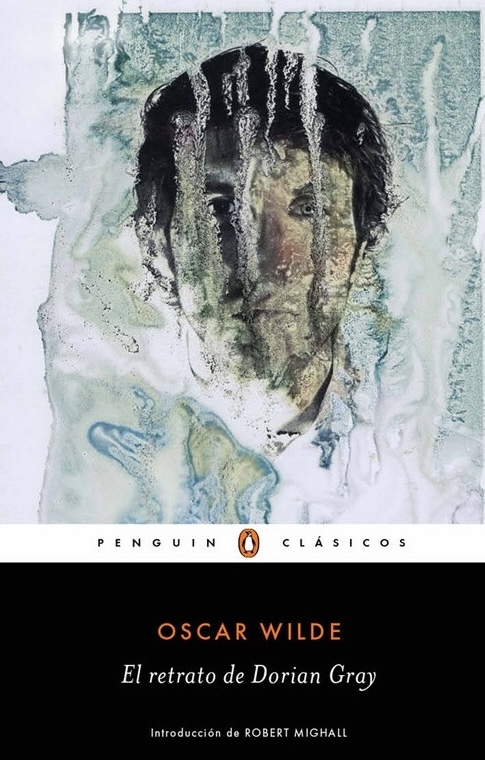 PENGUIN CLÁSICOS
OSCAR WILDE
El retrato de Dorian Gray
Introducción de ROBERT MIGHALL